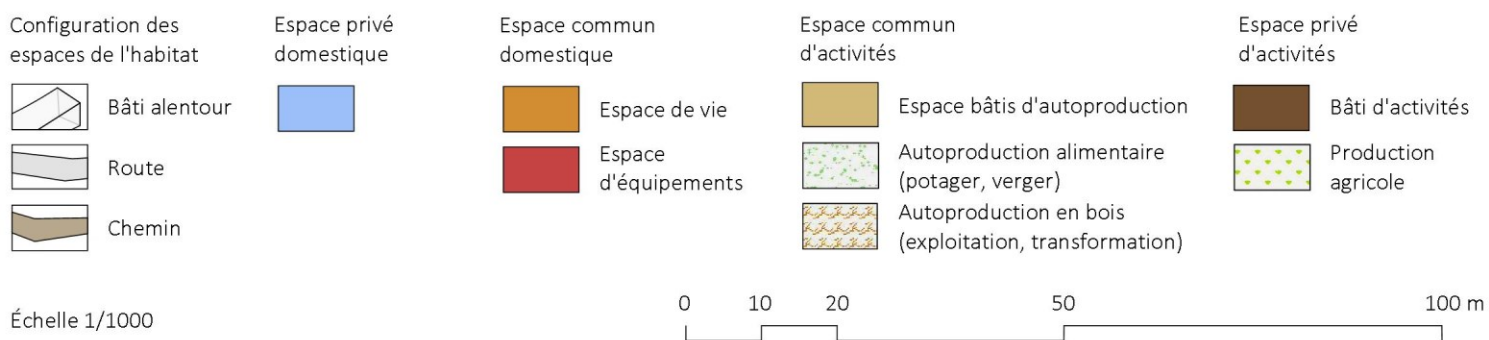 Configuration des
espaces de l'habitat
Bâti alentour
Route
Chemin
Espace privé
domestique
Espace commun
domestique
Espace de vie
Espace
d'équipements
Espace commun
d'activités
Espace bâtis d'autoproduction
Autoproduction alimentaire
(potager, verger)
Autoproduction en bois
(exploitation, transformation)
Espace privé
d'activités
Bâti d'activités
Production
agricole
Échelle 1/1000
0 10 20 50 100 m